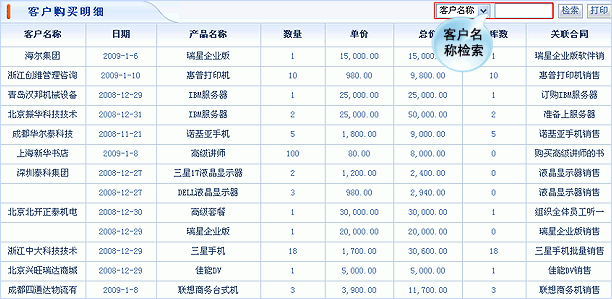 客户购买明细 客户名称 检索 打印
客户名称 日期 产品名称 数量 单价 总价 库数 关联合同
客户名
称检索
海尔集团 2009-1-6 瑞星企业版 1 15,000.00 15,000.00 1 瑞星企业版软件销
浙江创维管理咨询 2009-1-10 惠普打印机 10 980.00 9,800.00 10 惠普打印机销售
青岛汉邦机械设备 2008-12-29 IBM服务器 1 25,000.00 25,000.00 1 订购IBM服务器
北京振华科技技术 2008-12-31 IBM服务器 2 25,000.00 50,000.00 2 准备上服务器
成都华尔泰科技 2008-11-21 诺基亚手机 5 1,800.00 9,000.00 5 诺基亚手机销售
上海新华书店 2009-1-8 高级讲师 100 80.00 8,000.00 0 购买高级讲师的书
深圳泰科集团 2008-12-27 三星17液晶显示器 2 1,200.00 2,400.00 0 液晶显示器销售
2008-12-27 DELL液晶显示器 3 980.00 2,940.00 0 液晶显示器销售
北京北开正泰机电 2008-12-30 高级套餐 1 30,000.00 30,000.00 1 组织全体员工听一
2008-12-29 瑞星企业版 1 20,000.00 20,000.00 0 瑞星企业版销售
浙江中大科技技术 2008-12-29 三星手机 18 1,700.00 30,600.00 18 三星手机批量销售
北京兴旺瑞达商城 2008-12-29 佳能DV 1 5,000.00 5,000.00 1 佳能DV销售
成都四通达物流有 2009-1-8 联想商务台式机 3 3,900.00 11,700.00 3 联想商务机销售